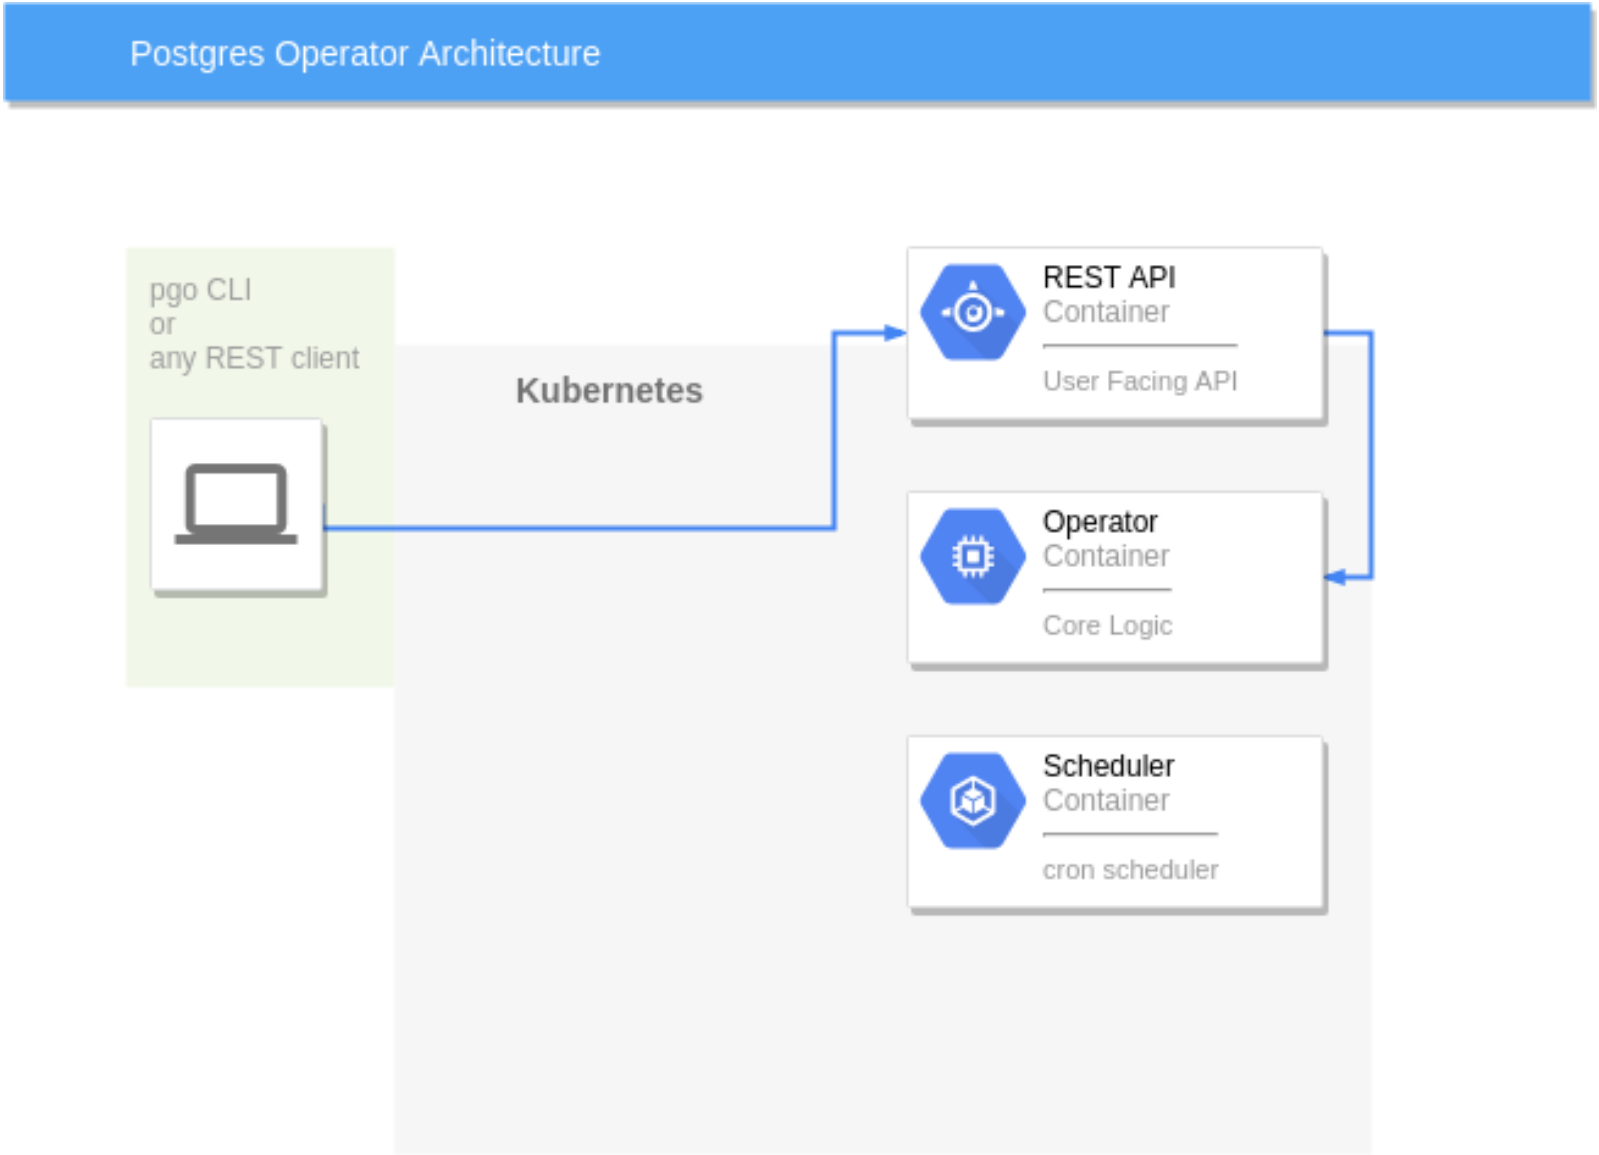 Postgres Operator Architecture
pgo CLI
or
any REST client
Kubernetes
REST API
Container
User Facing API
Operator
Container
Core Logic
Scheduler
Container
cron scheduler